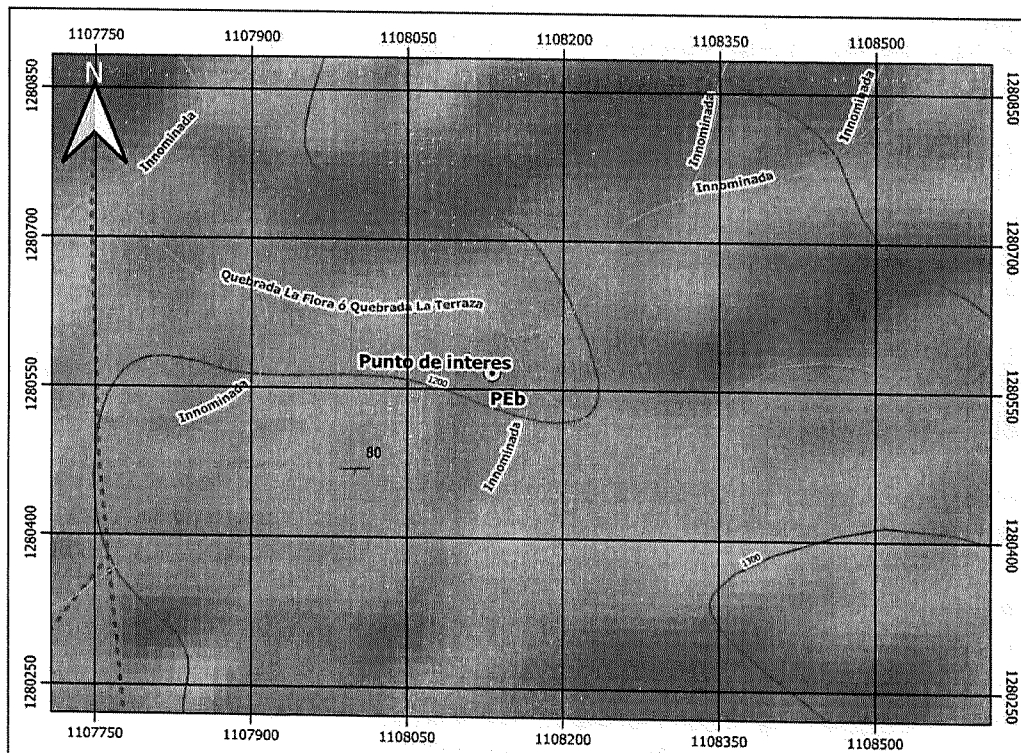 1107750 1107900 1108050 1108200 1108350 1108500
N
1280850 1280850
Innominada
Innominada
Innominada
Innominada
1280700 1280700
Quebrada La Flora ó Quebrada La Terraza
Punto de interes
1280550 1200 1280550
PEb
Innominada
Innominada
80
1280400 1280400
1300
1280250 1280250
1107750 1107900 1108050 1108200 1108350 1108500